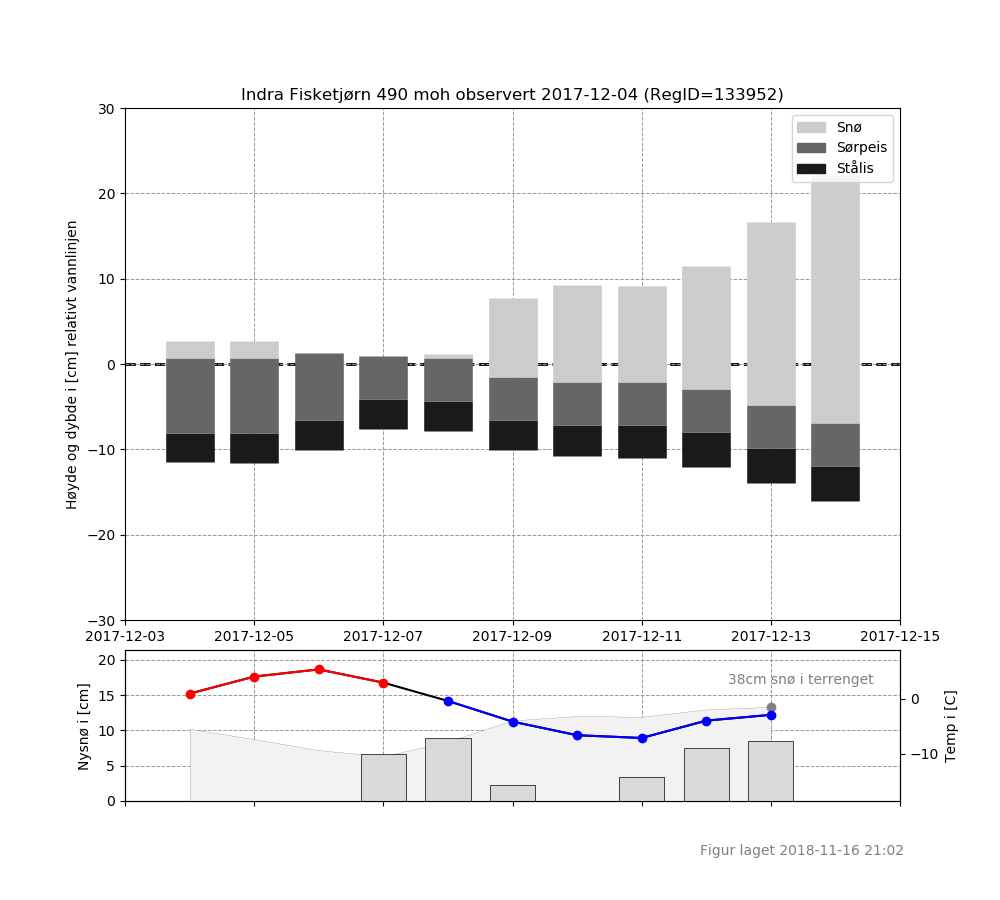 Indra Fisketjørn 490 moh observert 2017-12-04 (RegID=133952)
Høyde og dybde i [cm] relativt vannlinjen
30
20
10
0
−10
−20
−30
Snø
Sørpeis
Stålis
2017-12-03 2017-12-05 2017-12-07 2017-12-09 2017-12-11 2017-12-13 2017-12-15
Nysnø i [cm]
20
15
10
5
0
38cm snø i terrenget
0
−10
Temp i [C]
Figur laget 2018-11-16 21:02